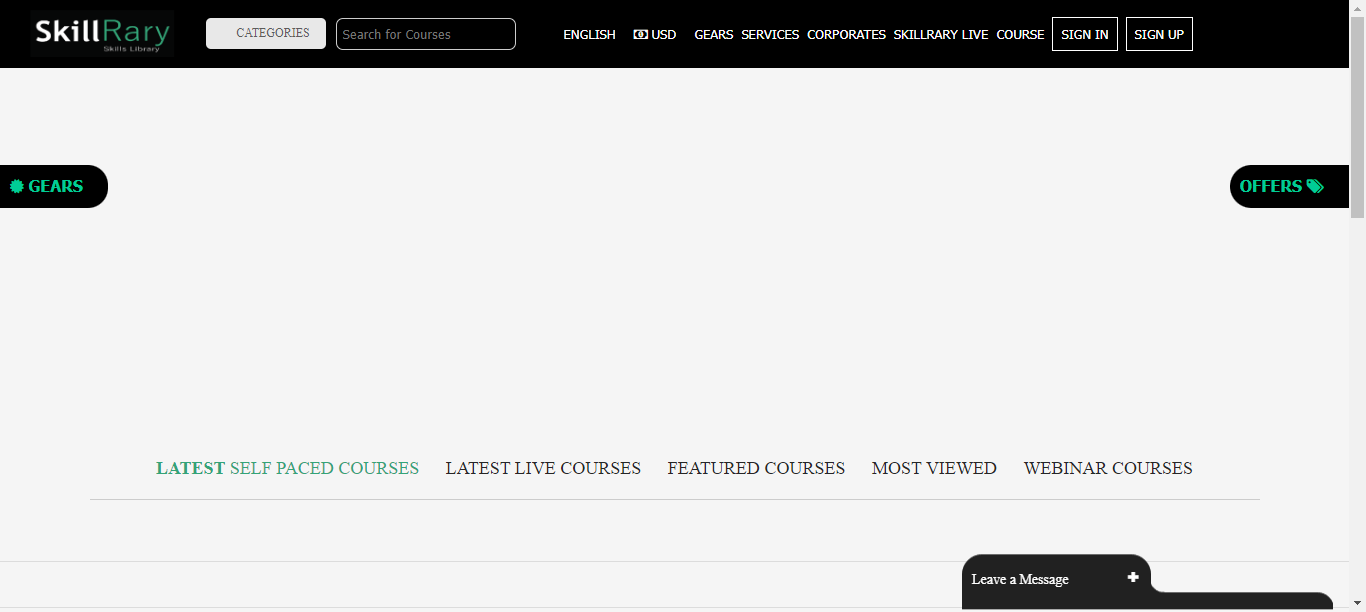 SkillRary
Skills Library
CATEGORIES
Search for Courses
ENGLISH
USD
GEARS
SERVICES
CORPORATES
SKILLRARY LIVE
COURSE
SIGN IN
SIGN UP
GEARS
OFFERS
LATEST SELF PACED COURSES
LATEST LIVE COURSES
FEATURED COURSES
MOST VIEWED
WEBINAR COURSES
Leave a Message